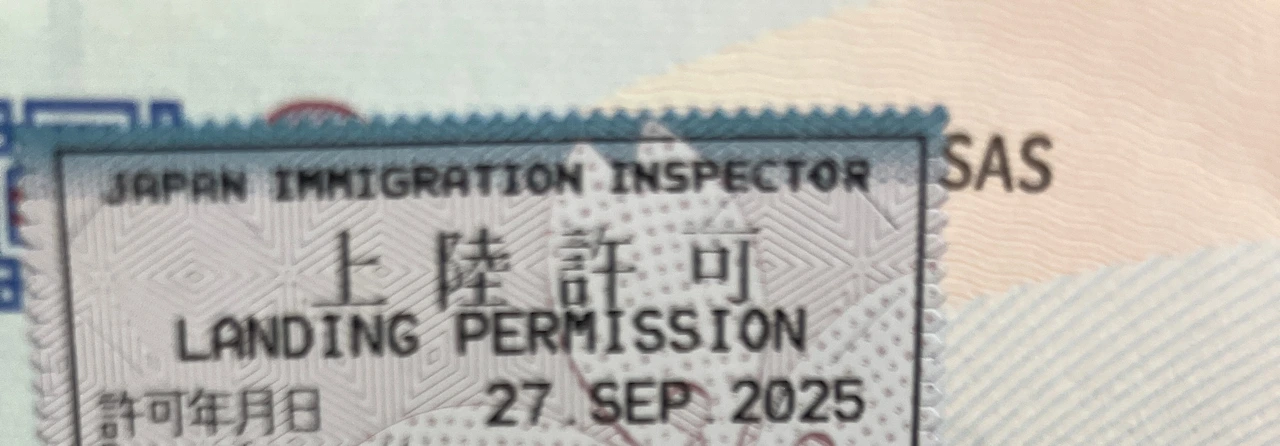 JAPAN IMMIGRATION INSPECTOR
SAS
上陸許可
LANDING PERMISSION
許可年月日 27 SEP 2025